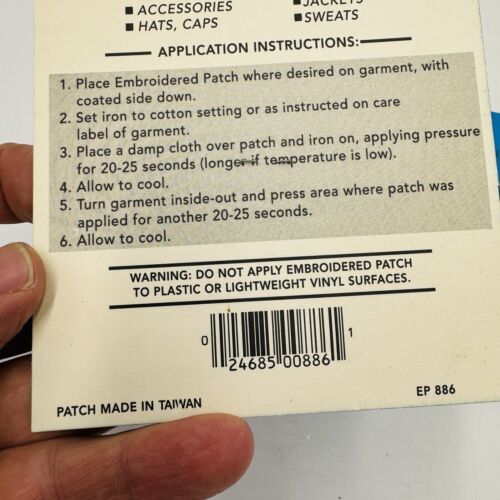 ■ ACCESSORIES ■ JACKETS
■ HATS, CAPS ■ SWEATS
APPLICATION INSTRUCTIONS:
1. Place Embroidered Patch where desired on garment, with
coated side down.
2. Set iron to cotton setting or as instructed on care
label of garment.
3. Place a damp cloth over patch and iron on, applying pressure
for 20-25 seconds (longer if temperature is low).
4. Allow to cool.
5. Turn garment inside-out and press area where patch was
applied for another 20-25 seconds.
6. Allow to cool.
WARNING: DO NOT APPLY EMBROIDERED PATCH
TO PLASTIC OR LIGHTWEIGHT VINYL SURFACES.
0 24685 00886 1
PATCH MADE IN TAIWAN EP 886